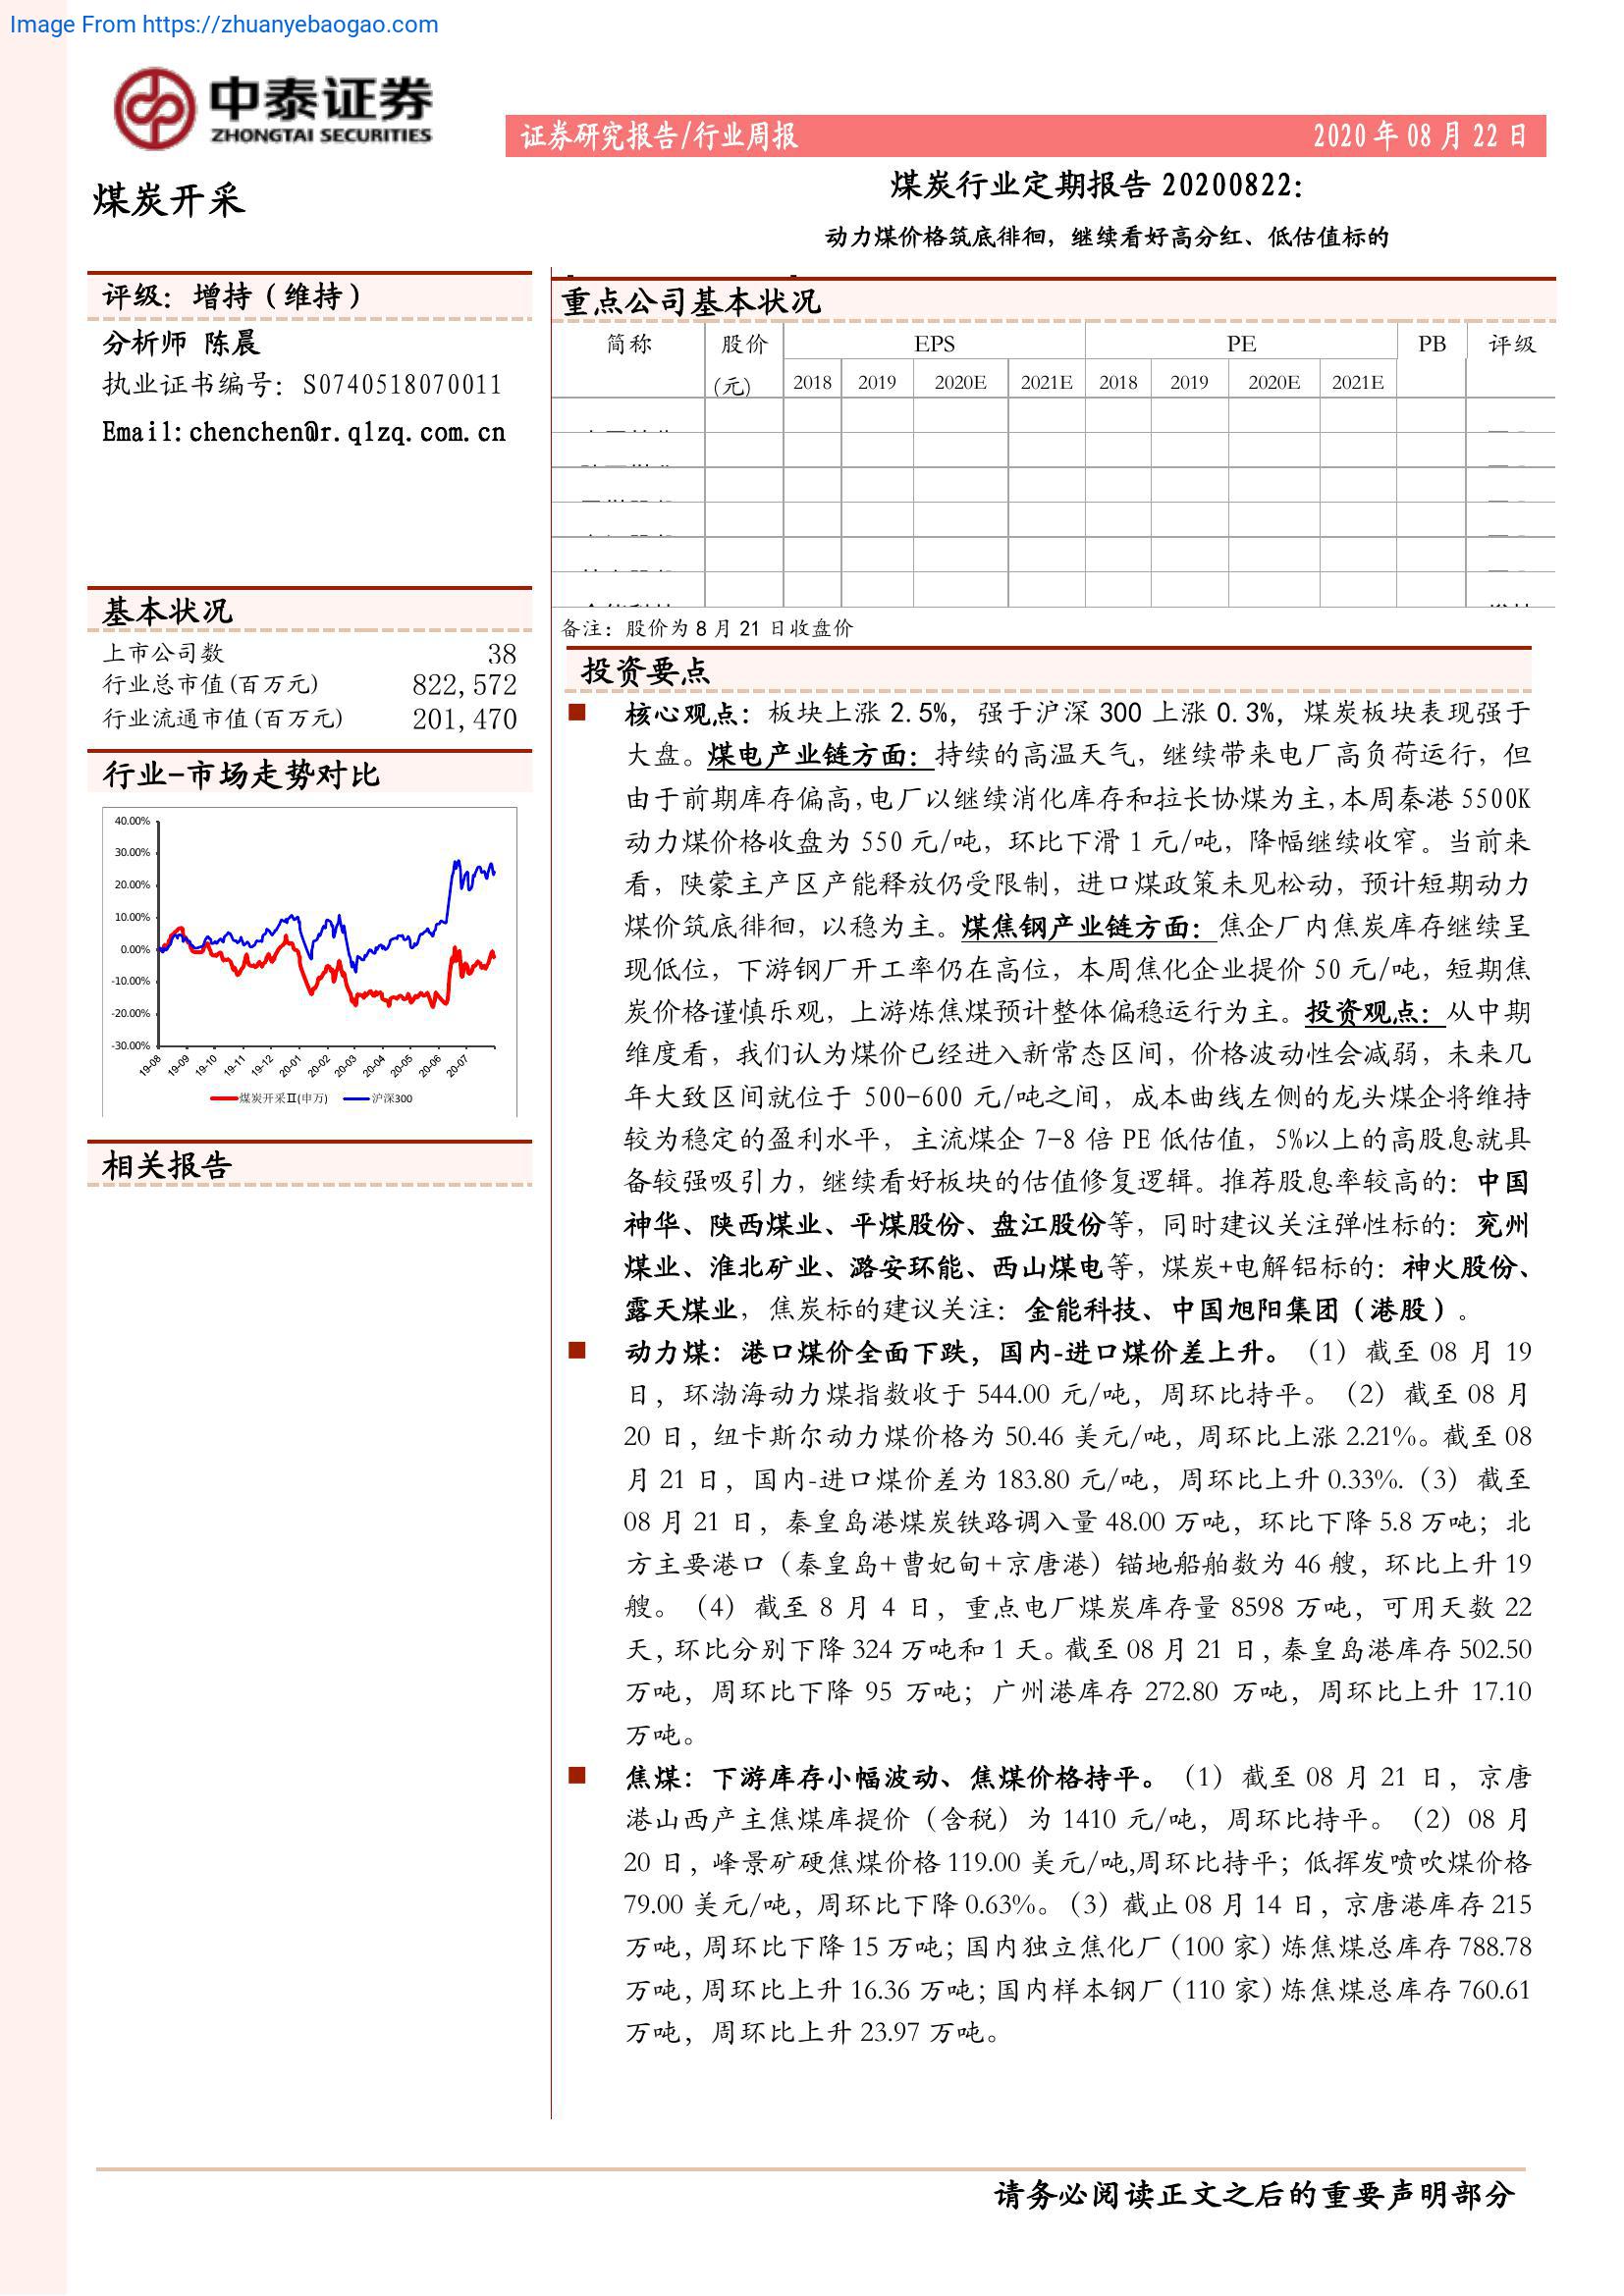 Image From https://zhuanyebaogao.com
中泰证券
ZHONGTAI SECURITIES
证券研究报告/行业周报 2020 年 08 月 22 日
煤炭开采
煤炭行业定期报告 20200822：
动力煤价格筑底徘徊，继续看好高分红、低估值标的
评级：增持（维持）
分析师 陈晨
执业证书编号：S0740518070011
Email:chenchen@r.qlzq.com.cn
基本状况
上市公司数 38
行业总市值(百万元) 822,572
行业流通市值(百万元) 201,470
行业-市场走势对比
40.00%
30.00%
20.00%
10.00%
0.00%
-10.00%
-20.00%
-30.00%
19-08 19-09 19-10 19-11 19-12 20-01 20-02 20-03 20-04 20-05 20-06 20-07
煤炭开采Ⅱ(申万) 沪深300
相关报告
重点公司基本状况
简称 股价 EPS PE PB 评级
(元) 2018 2019 2020E 2021E 2018 2019 2020E 2021E
备注：股价为 8 月 21 日收盘价
投资要点
■ 核心观点：板块上涨 2.5%，强于沪深 300 上涨 0.3%，煤炭板块表现强于
大盘。煤电产业链方面：持续的高温天气，继续带来电厂高负荷运行，但
由于前期库存偏高,电厂以继续消化库存和拉长协煤为主,本周秦港 5500K
动力煤价格收盘为 550 元/吨，环比下滑 1 元/吨，降幅继续收窄。当前来
看，陕蒙主产区产能释放仍受限制，进口煤政策未见松动，预计短期动力
煤价筑底徘徊，以稳为主。煤焦钢产业链方面：焦企厂内焦炭库存继续呈
现低位，下游钢厂开工率仍在高位，本周焦化企业提价 50 元/吨，短期焦
炭价格谨慎乐观，上游炼焦煤预计整体偏稳运行为主。投资观点：从中期
维度看，我们认为煤价已经进入新常态区间，价格波动性会减弱，未来几
年大致区间就位于 500-600 元/吨之间，成本曲线左侧的龙头煤企将维持
较为稳定的盈利水平，主流煤企 7-8 倍 PE 低估值，5%以上的高股息就具
备较强吸引力，继续看好板块的估值修复逻辑。推荐股息率较高的：中国
神华、陕西煤业、平煤股份、盘江股份等，同时建议关注弹性标的：兖州
煤业、淮北矿业、潞安环能、西山煤电等，煤炭+电解铝标的：神火股份、
露天煤业，焦炭标的建议关注：金能科技、中国旭阳集团（港股）。
■ 动力煤：港口煤价全面下跌，国内-进口煤价差上升。（1）截至 08 月 19
日，环渤海动力煤指数收于 544.00 元/吨，周环比持平。（2）截至 08 月
20 日，纽卡斯尔动力煤价格为 50.46 美元/吨，周环比上涨 2.21%。截至 08
月 21 日，国内-进口煤价差为 183.80 元/吨，周环比上升 0.33%.（3）截至
08 月 21 日，秦皇岛港煤炭铁路调入量 48.00 万吨，环比下降 5.8 万吨；北
方主要港口（秦皇岛+曹妃甸+京唐港）锚地船舶数为 46 艘，环比上升 19
艘。（4）截至 8 月 4 日，重点电厂煤炭库存量 8598 万吨，可用天数 22
天，环比分别下降 324 万吨和 1 天。截至 08 月 21 日，秦皇岛港库存 502.50
万吨，周环比下降 95 万吨；广州港库存 272.80 万吨，周环比上升 17.10
万吨。
■ 焦煤：下游库存小幅波动、焦煤价格持平。（1）截至 08 月 21 日，京唐
港山西产主焦煤库提价（含税）为 1410 元/吨，周环比持平。（2）08 月
20 日，峰景矿硬焦煤价格 119.00 美元/吨,周环比持平；低挥发喷吹煤价格
79.00 美元/吨，周环比下降 0.63%。（3）截止 08 月 14 日，京唐港库存 215
万吨，周环比下降 15 万吨；国内独立焦化厂（100 家）炼焦煤总库存 788.78
万吨，周环比上升 16.36 万吨；国内样本钢厂（110 家）炼焦煤总库存 760.61
万吨，周环比上升 23.97 万吨。
请务必阅读正文之后的重要声明部分